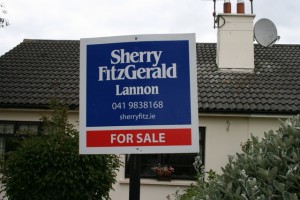 Sherry
FitzGerald
Lannon
041 9838168
sherryfitz.ie
FOR SALE